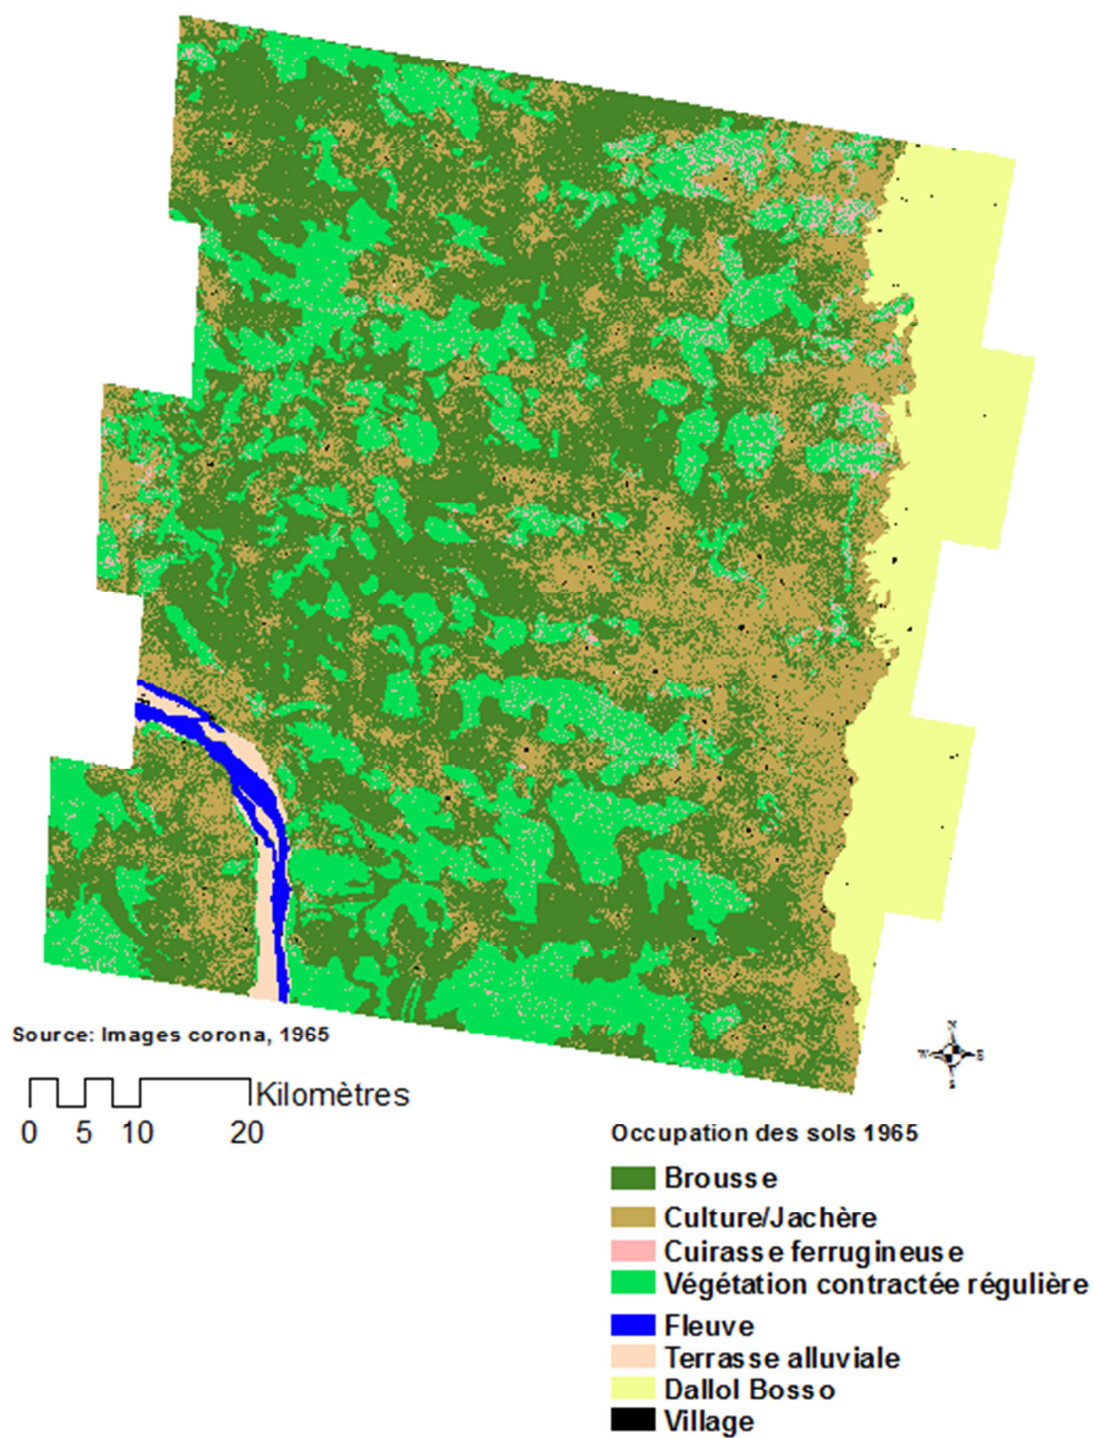 Source: Images corona, 1965
N
W
E
S
Kilomètres
0 5 10 20
Occupation des sols 1965
Brousse
Culture/Jachère
Cuirasse ferrugineuse
Végétation contractée régulière
Fleuve
Terrasse alluviale
Dallol Bosso
Village